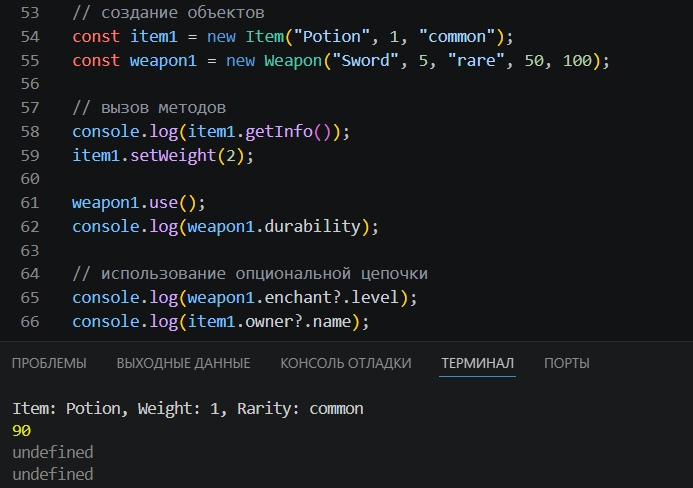 53 // создание объектов
54 const item1 = new Item("Potion", 1, "common");
55 const weapon1 = new Weapon("Sword", 5, "rare", 50, 100);
56
57 // вызов методов
58 console.log(item1.getInfo());
59 item1.setWeight(2);
60
61 weapon1.use();
62 console.log(weapon1.durability);
63
64 // использование опциональной цепочки
65 console.log(weapon1.enchant?.level);
66 console.log(item1.owner?.name);
ПРОБЛЕМЫ ВЫХОДНЫЕ ДАННЫЕ КОНСОЛЬ ОТЛАДКИ ТЕРМИНАЛ ПОРТЫ
Item: Potion, Weight: 1, Rarity: common
90
undefined
undefined